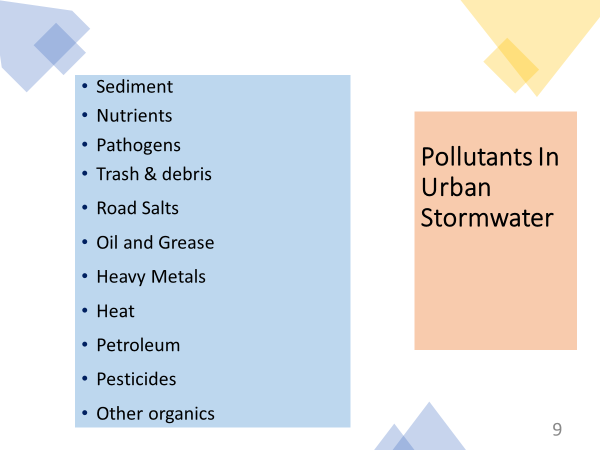 • Sediment
• Nutrients
• Pathogens
• Trash & debris
• Road Salts
• Oil and Grease
• Heavy Metals
• Heat
• Petroleum
• Pesticides
• Other organics
Pollutants In
Urban
Stormwater
9